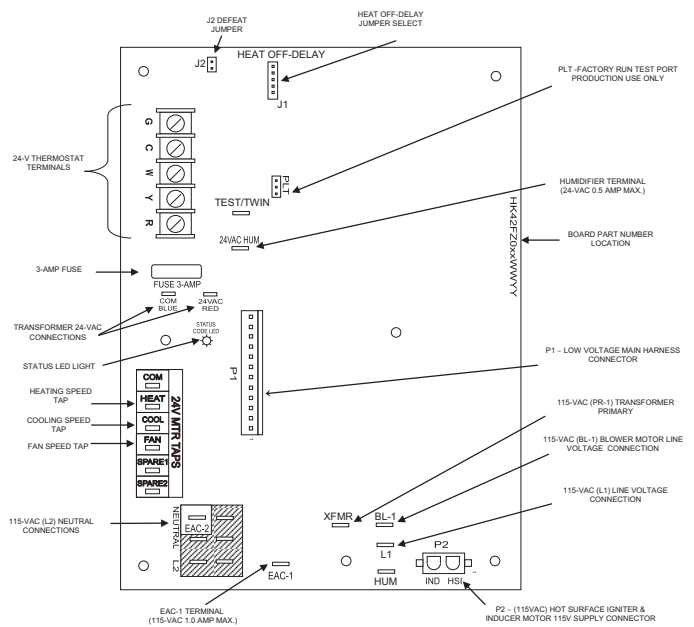 J2 DEFEAT
JUMPER
HEAT OFF-DELAY
JUMPER SELECT
J2
HEAT OFF-DELAY
J1
PLT -FACTORY RUN TEST PORT
PRODUCTION USE ONLY
24-V THERMOSTAT
TERMINALS
G
C
W
Y
R
PLT
TEST/TWIN
HUMIDIFIER TERMINAL
(24-VAC 0.5 AMP MAX.)
24VAC HUM
HK42FZ0xxWWYY
BOARD PART NUMBER
LOCATION
3-AMP FUSE
FUSE 3-AMP
COM
BLUE
24VAC
RED
TRANSFORMER 24-VAC
CONNECTIONS
STATUS
CODE LED
STATUS LED LIGHT
P1
1
P1 – LOW VOLTAGE MAIN HARNESS
CONNECTOR
COM
HEAT
COOL
FAN
SPARE1
SPARE2
24V MTR TAPS
HEATING SPEED
TAP
COOLING SPEED
TAP
FAN SPEED TAP
115-VAC (PR-1) TRANSFORMER
PRIMARY
115-VAC (BL-1) BLOWER MOTOR LINE
VOLTAGE CONNECTION
115-VAC (L1) LINE VOLTAGE
CONNECTION
115-VAC (L2) NEUTRAL
CONNECTIONS
NEUTRAL
L2
EAC-2
XFMR
BL-1
L1
P2
1
IND
HSI
HUM
EAC-1
EAC-1 TERMINAL
(115-VAC 1.0 AMP MAX.)
P2 – (115VAC) HOT SURFACE IGNITER &
INDUCER MOTOR 115V SUPPLY CONNECTOR